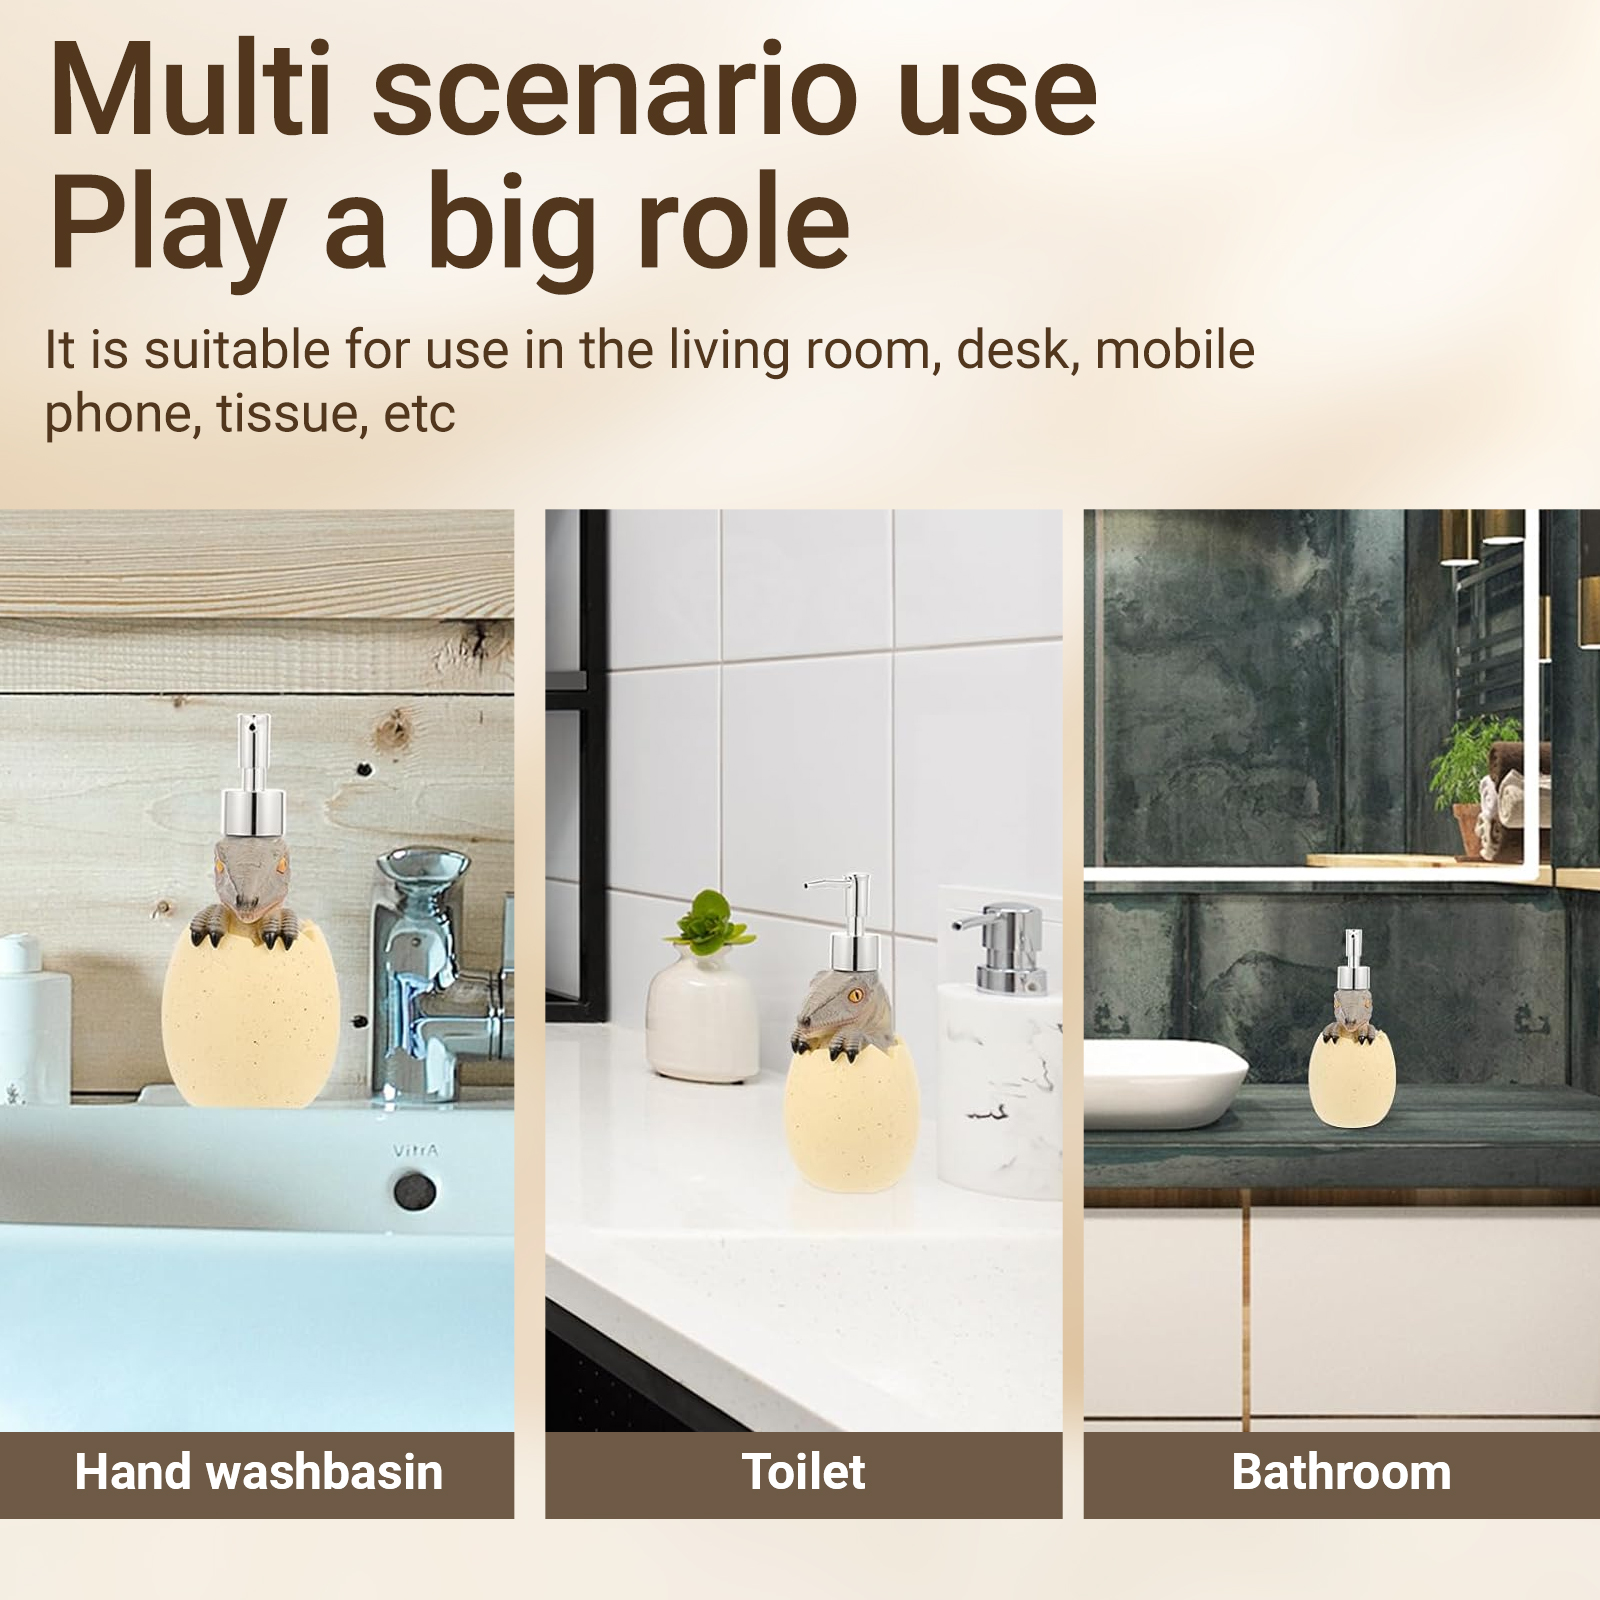 Multi scenario use
Play a big role
It is suitable for use in the living room, desk, mobile
phone, tissue, etc
VitrA
Hand washbasin
Toilet
Bathroom